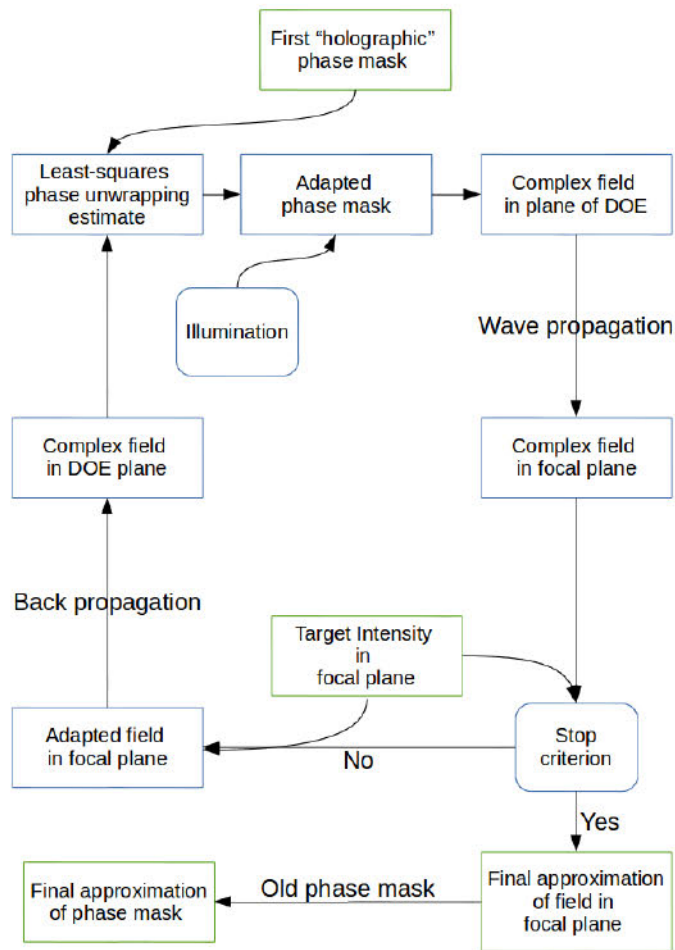 First “holographic”
phase mask
Least-squares
phase unwrapping
estimate
Adapted
phase mask
Complex field
in plane of DOE
Illumination
Wave propagation
Complex field
in DOE plane
Complex field
in focal plane
Back propagation
Target Intensity
in
focal plane
Adapted field
in focal plane
No
Stop
criterion
Yes
Final approximation
of phase mask
Old phase mask
Final approximation
of field in
focal plane